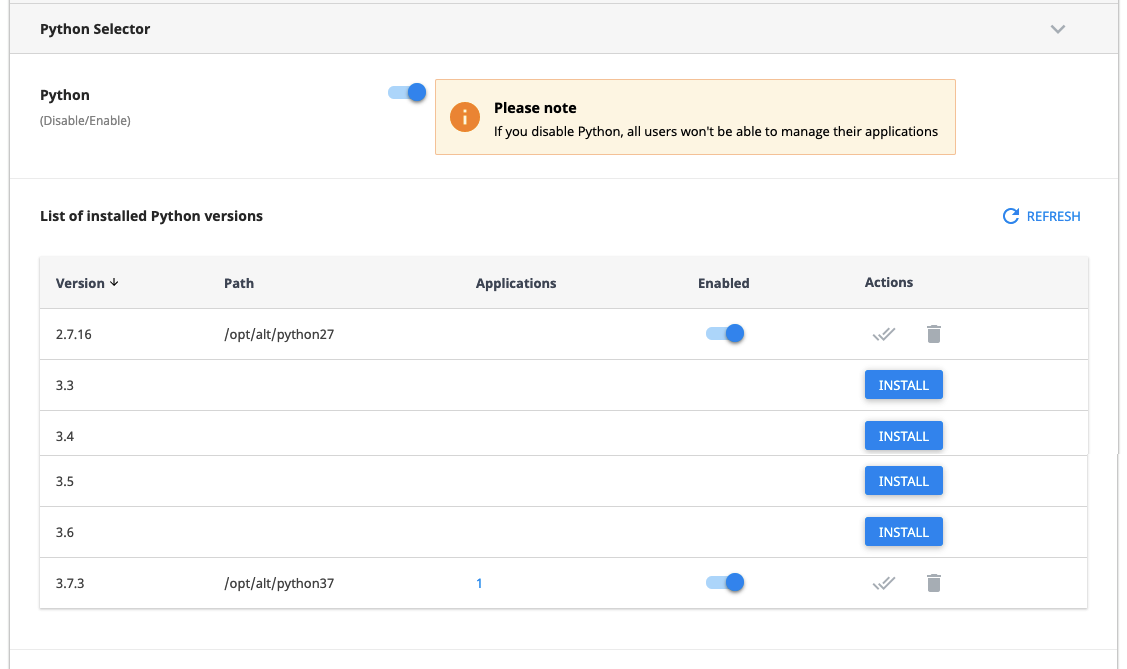 Python Selector
Python
(Disable/Enable)
Please note
If you disable Python, all users won't be able to manage their applications
List of installed Python versions
REFRESH
Version Path Applications Enabled Actions
2.7.16 /opt/alt/python27
3.3 INSTALL
3.4 INSTALL
3.5 INSTALL
3.6 INSTALL
3.7.3 /opt/alt/python37 1